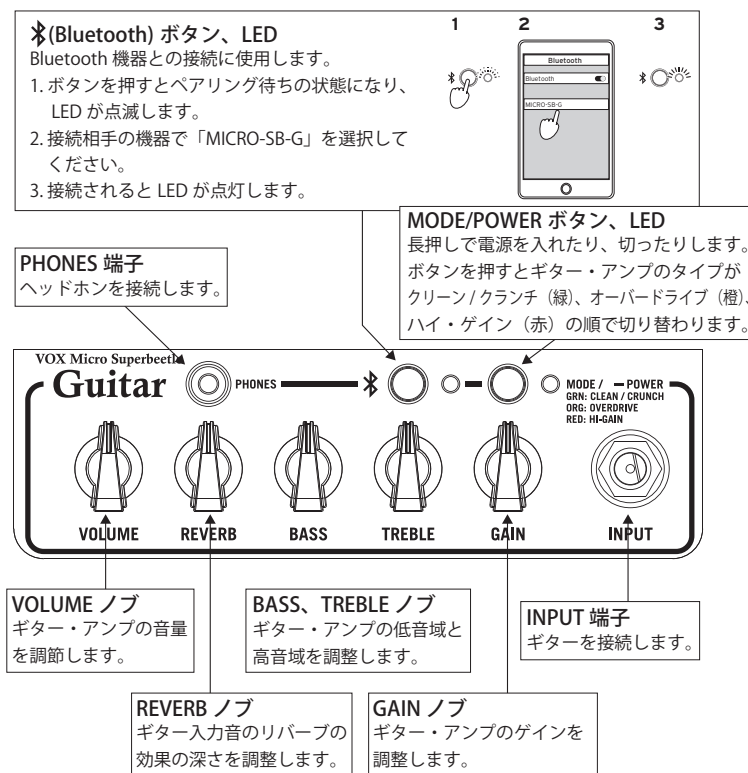 (Bluetooth) ボタン、LED
Bluetooth 機器との接続に使用します。
1. ボタンを押すとペアリング待ちの状態になり、
LED が点滅します。
2. 接続相手の機器で「MICRO-SB-G」を選択して
ください。
3. 接続されると LED が点灯します。
1
2
3
Bluetooth
Bluetooth
MICRO-SB-G
MODE/POWER ボタン、LED
長押しで電源を入れたり、切ったりします。
ボタンを押すとギター・アンプのタイプが
クリーン / クランチ（緑）、オーバードライブ（橙）、
ハイ・ゲイン（赤）の順で切り替わります。
PHONES 端子
ヘッドホンを接続します。
VOX Micro Superbeetle
Guitar
PHONES
MODE / POWER
GRN: CLEAN / CRUNCH
ORG: OVERDRIVE
RED: HI-GAIN
VOLUME
REVERB
BASS
TREBLE
GAIN
INPUT
VOLUME ノブ
ギター・アンプの音量
を調節します。
BASS、TREBLE ノブ
ギター・アンプの低音域と
高音域を調整します。
INPUT 端子
ギターを接続します。
REVERB ノブ
ギター入力音のリバーブの
効果の深さを調整します。
GAIN ノブ
ギター・アンプのゲインを
調整します。